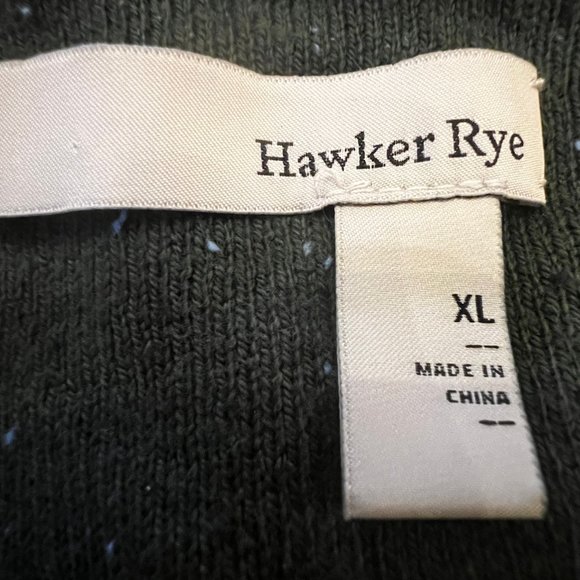 Hawker Rye
XL
--
MADE IN
CHINA
--